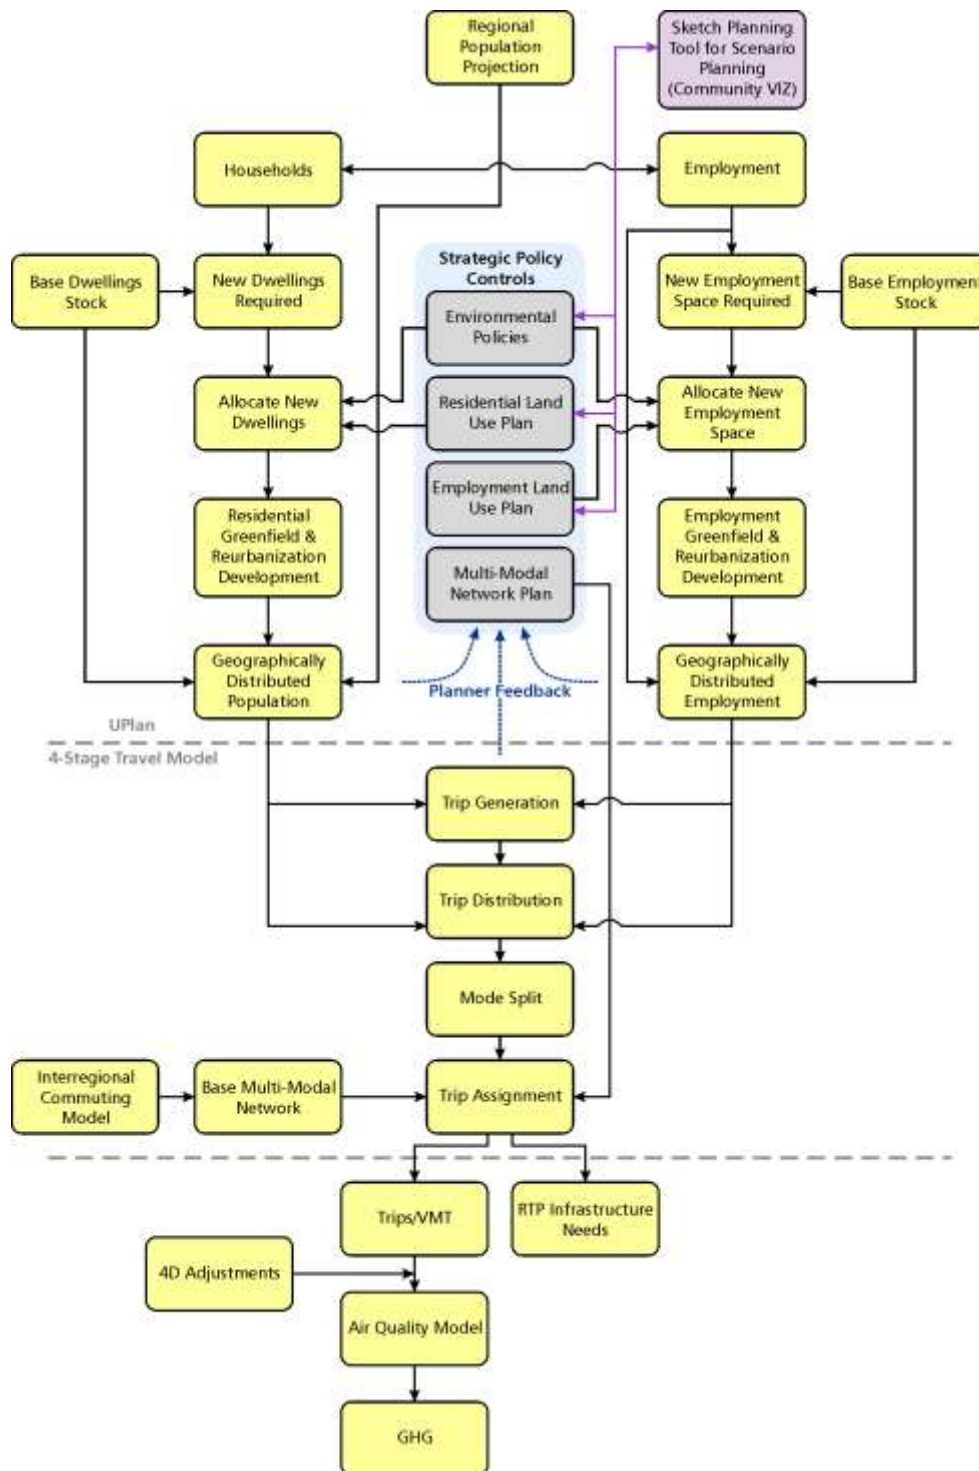 Regional
Population
Projection
Sketch Planning
Tool for Scenario
Planning
(Community VIZ)
Households
Employment
Strategic Policy
Controls
Base Dwellings
Stock
New Dwellings
Required
Environmental
Policies
New Employment
Space Required
Base Employment
Stock
Allocate New
Dwellings
Residential Land
Use Plan
Allocate New
Employment
Space
Employment Land
Use Plan
Residential
Greenfield &
Reurbanization
Development
Multi-Modal
Network Plan
Employment
Greenfield &
Reurbanization
Development
Geographically
Distributed
Population
Planner Feedback
Geographically
Distributed
Employment
UPlan
4-Stage Travel Model
Trip Generation
Trip Distribution
Mode Split
Interregional
Commuting
Model
Base Multi-Modal
Network
Trip Assignment
Trips/VMT
RTP Infrastructure
Needs
4D Adjustments
Air Quality Model
GHG